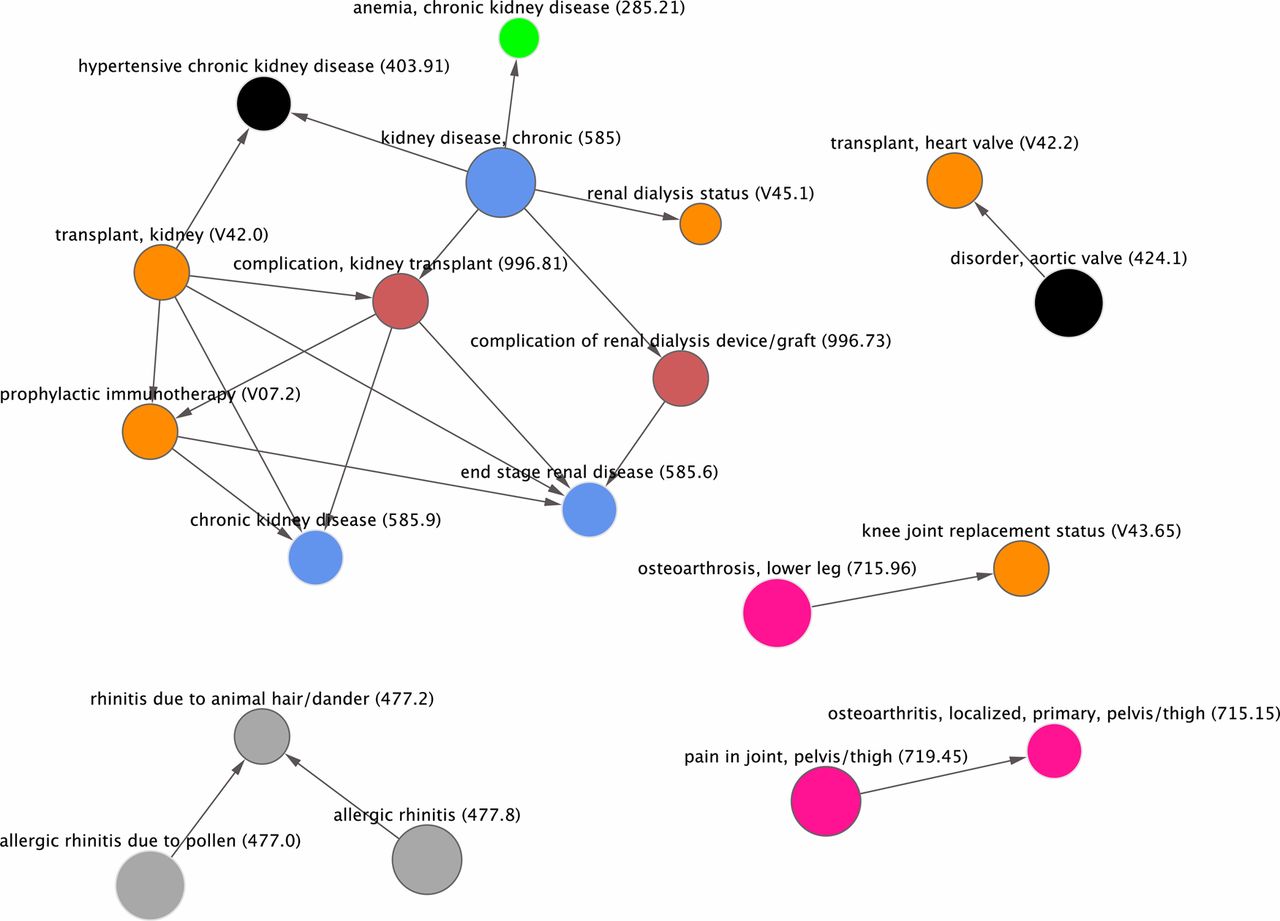 anemia, chronic kidney disease (285.21)
hypertensive chronic kidney disease (403.91)
kidney disease, chronic (585)
transplant, heart valve (V42.2)
renal dialysis status (V45.1)
transplant, kidney (V42.0)
complication, kidney transplant (996.81)
disorder, aortic valve (424.1)
complication of renal dialysis device/graft (996.73)
prophylactic immunotherapy (V07.2)
end stage renal disease (585.6)
chronic kidney disease (585.9)
knee joint replacement status (V43.65)
osteoarthrosis, lower leg (715.96)
rhinitis due to animal hair/dander (477.2)
osteoarthritis, localized, primary, pelvis/thigh (715.15)
pain in joint, pelvis/thigh (719.45)
allergic rhinitis (477.8)
allergic rhinitis due to pollen (477.0)